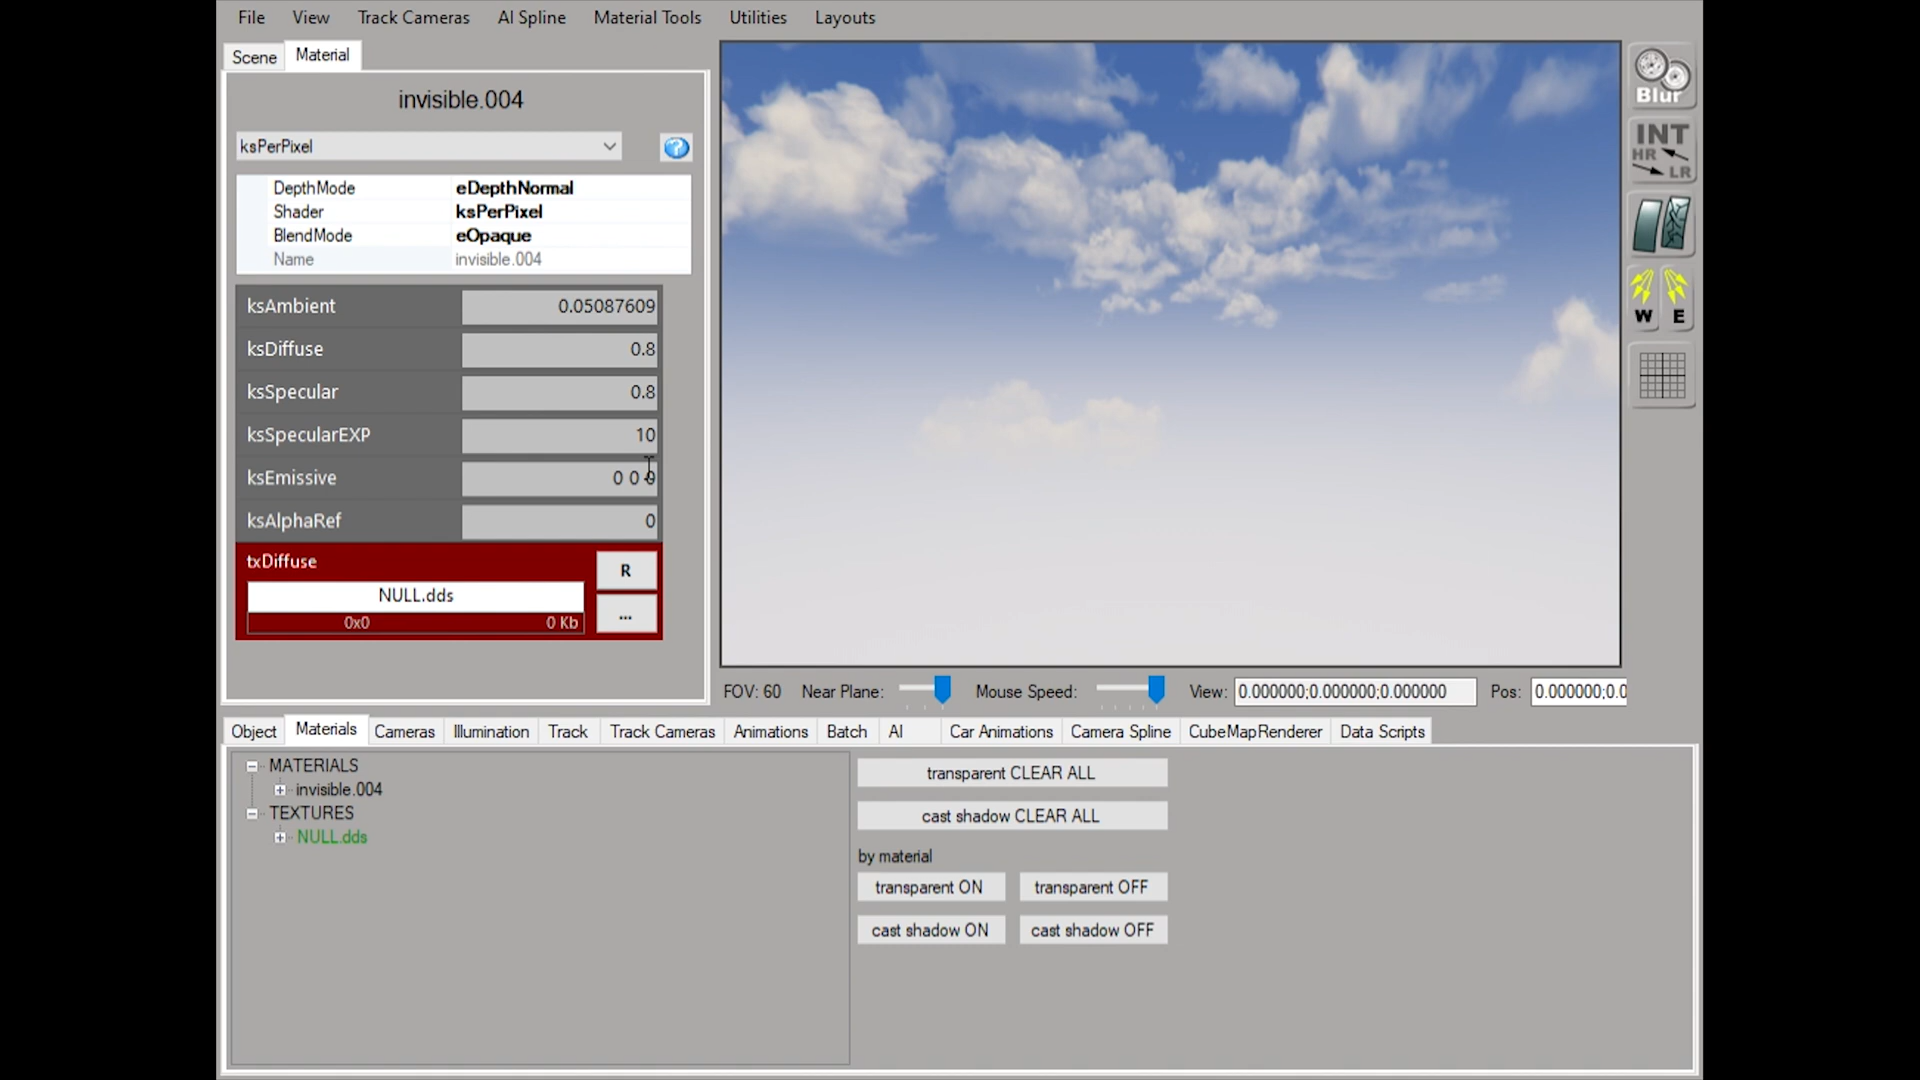 File View Track Cameras AI Spline Material Tools Utilities Layouts
Scene Material
invisible.004
ksPerPixel
DepthMode eDepthNormal
Shader ksPerPixel
BlendMode eOpaque
Name invisible.004
ksAmbient 0.05087609
ksDiffuse 0.8
ksSpecular 0.8
ksSpecularEXP 10
ksEmissive 0 0 0
ksAlphaRef 0
txDiffuse
R
NULL.dds
0x0 0 Kb
...
Blur
INT
HR
LR
W E
FOV: 60 Near Plane: Mouse Speed: View: 0.000000;0.000000;0.000000 Pos: 0.000000;0.0
Object Materials Cameras Illumination Track Track Cameras Animations Batch AI Car Animations Camera Spline CubeMapRenderer Data Scripts
MATERIALS
invisible.004
TEXTURES
NULL.dds
transparent CLEAR ALL
cast shadow CLEAR ALL
by material
transparent ON transparent OFF
cast shadow ON cast shadow OFF